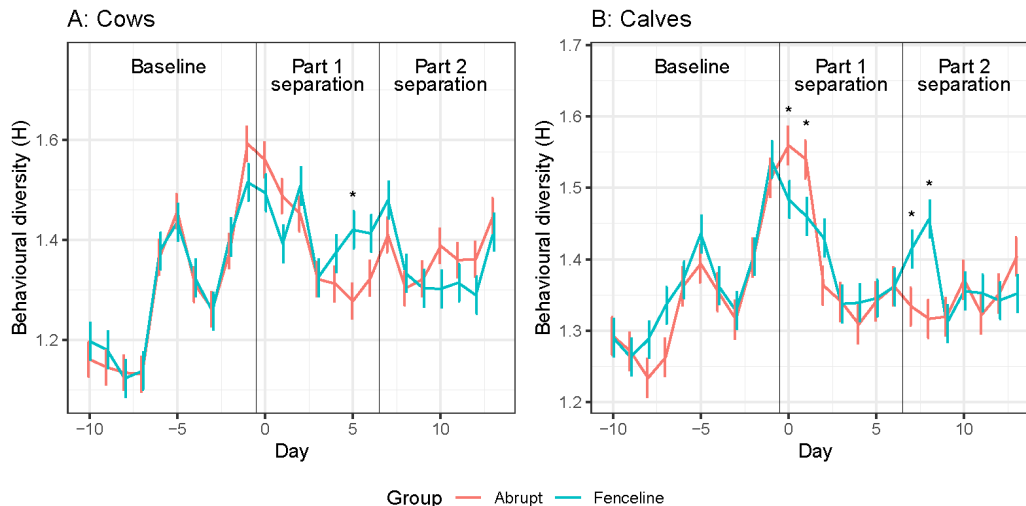 A: Cows
Behavioural diversity (H)
1.6
1.4
1.2
Baseline
Part 1
separation
Part 2
separation
*
−10
−5
0
5
10
Day
B: Calves
Behavioural diversity (H)
1.7
1.6
1.5
1.4
1.3
1.2
Baseline
Part 1
separation
Part 2
separation
*
*
*
*
−10
−5
0
5
10
Day
Group
Abrupt
Fenceline